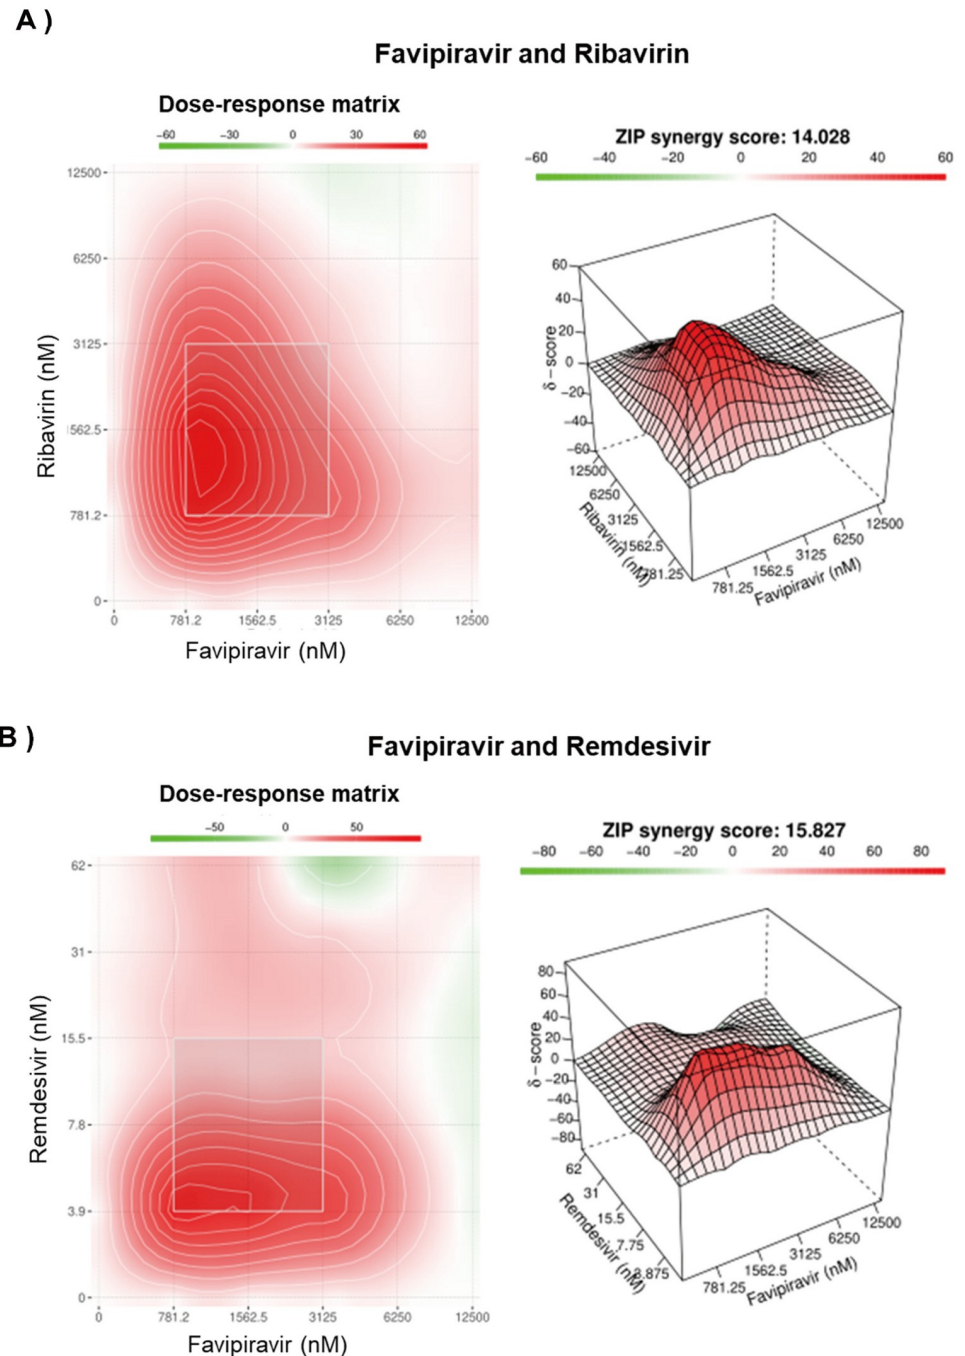 A )
Favipiravir and Ribavirin
Dose-response matrix
−60 −30 0 30 60
ZIP synergy score: 14.028
−60 −40 −20 0 20 40 60
12500
6250
3125
562.5
781.2
0
Ribavirin (nM)
0 781.2 1562.5 3125 6250 12500
Favipiravir (nM)
60
40
20
0
−20
−40
−60
δ − score
12500
6250
3125
1562.5
781.25
Ribavirin (nM)
781.25 1562.5 3125 6250 12500
Favipiravir (nM)
B )
Favipiravir and Remdesivir
Dose-response matrix
−50 0 50
ZIP synergy score: 15.827
−80 −60 −40 −20 0 20 40 60 80
62
31
15.5
7.8
3.9
0
Remdesivir (nM)
0 781.2 1562.5 3125 6250 12500
Favipiravir (nM)
80
60
40
20
0
−20
−40
−60
−80
δ − score
62
31
15.5
7.75
3.875
Remdesivir (nM)
781.25 1562.5 3125 6250 12500
Favipiravir (nM)